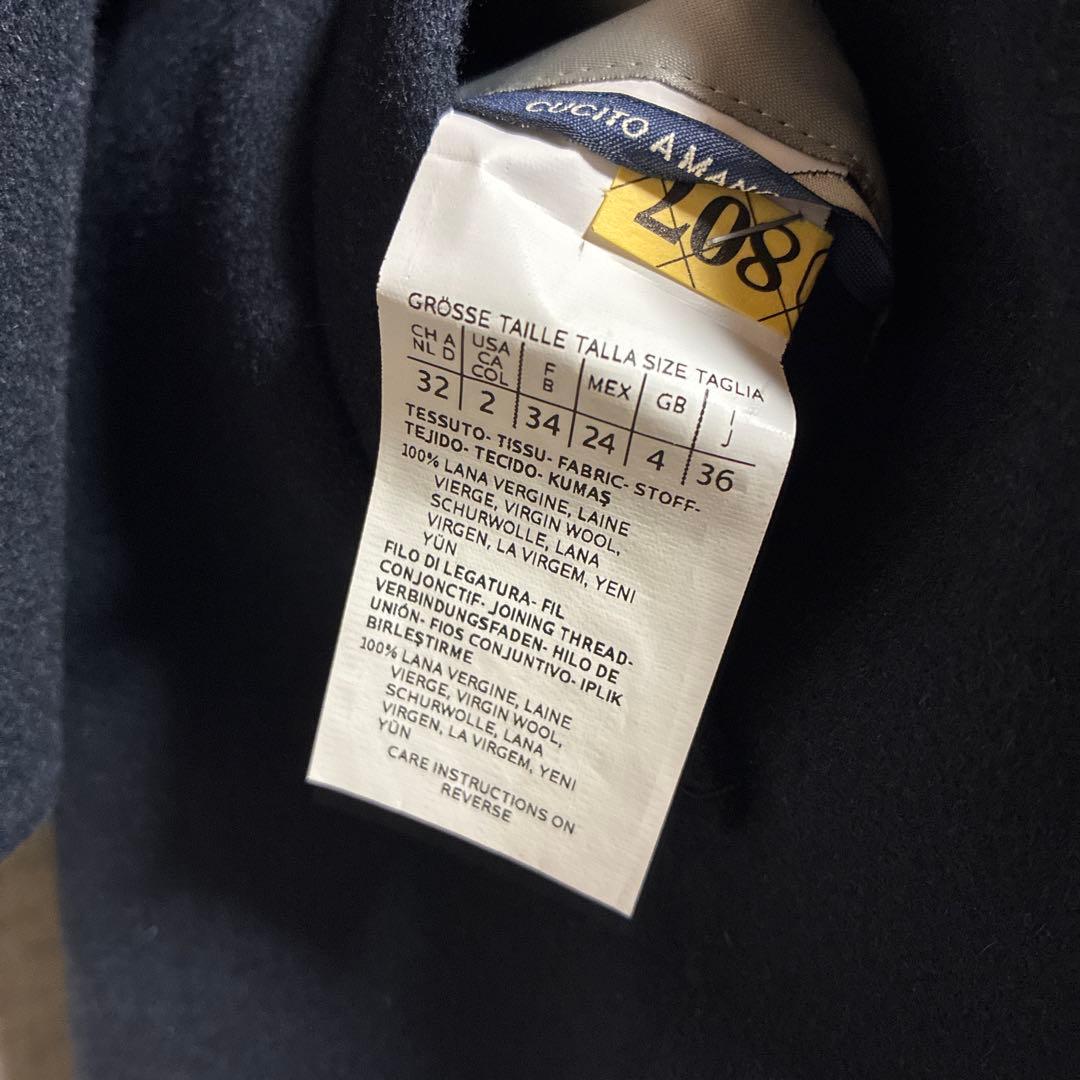 CUCITO A MANO
208
GRÖSSE TAILLE TALLA SIZE TAGLIA
CH A NL D | USA CA COL | F B | MEX | GB | I J
32 | 2 | 34 | 24 | 4 | 36
TESSUTO- TISSU- FABRIC- STOFF-
TEJIDO- TECIDO- KUMAŞ
100% LANA VERGINE, LAINE
VIERGE, VIRGIN WOOL,
SCHURWOLLE, LANA
VIRGEN, LA VIRGEM, YENI
YÜN
FILO DI LEGATURA- FIL
CONJONCTIF- JOINING THREAD-
VERBINDUNGSFADEN- HILO DE
UNIÓN- FIOS CONJUNTIVO- IPLIK
BIRLEŞTIRME
100% LANA VERGINE, LAINE
VIERGE, VIRGIN WOOL,
SCHURWOLLE, LANA
VIRGEN, LA VIRGEM, YENI
YÜN
CARE INSTRUCTIONS ON
REVERSE